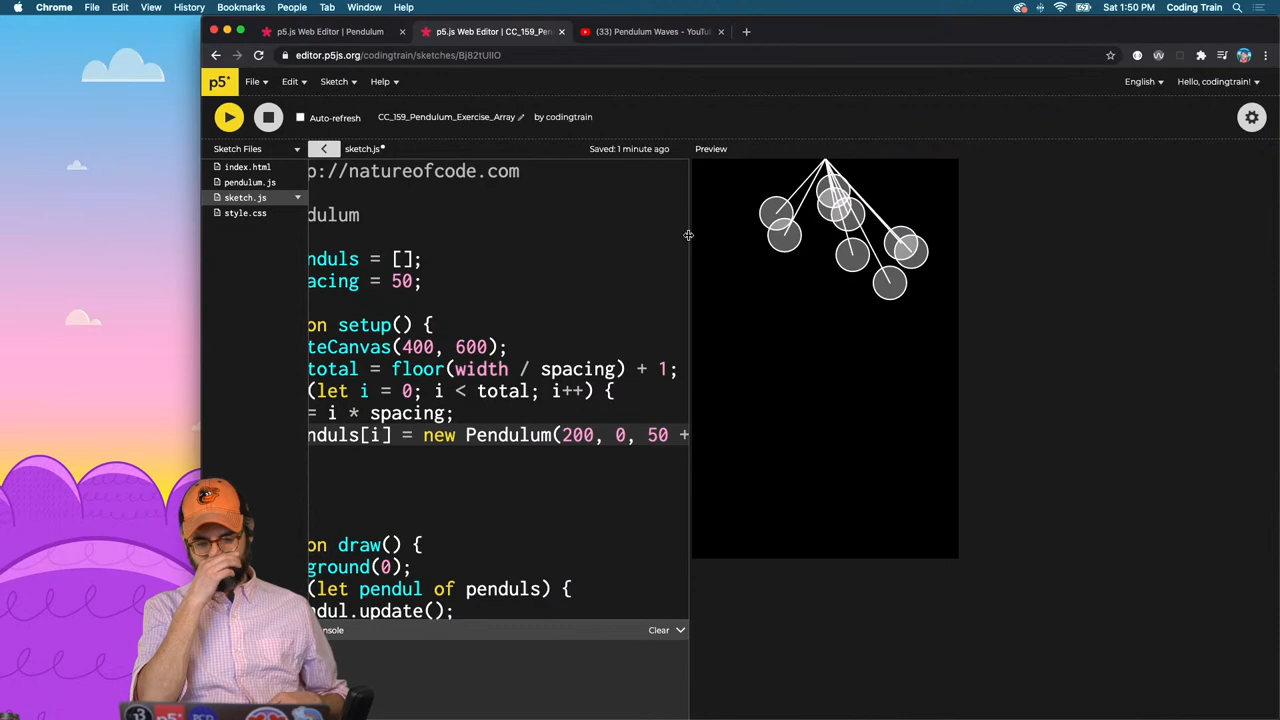 Chrome File Edit View History Bookmarks People Tab Window Help
Sat 1:50 PM Coding Train
p5.js Web Editor | Pendulum
p5.js Web Editor | CC_159_Pen
(33) Pendulum Waves - YouTu
editor.p5js.org/codingtrain/sketches/Bj82tUlIO
p5* File Edit Sketch Help
English Hello, codingtrain!
Auto-refresh CC_159_Pendulum_Exercise_Array by codingtrain
Sketch Files
sketch.js Saved: 1 minute ago Preview
index.html
pendulum.js
sketch.js
style.css
p://natureofcode.com
dulum
nduls = [];
acing = 50;
on setup() {
teCanvas(400, 600);
total = floor(width / spacing) + 1;
(let i = 0; i < total; i++) {
= i * spacing;
nduls[i] = new Pendulum(200, 0, 50 +
on draw() {
ground(0);
(let pendul of penduls) {
ndul.update();
nsole Clear
p5*